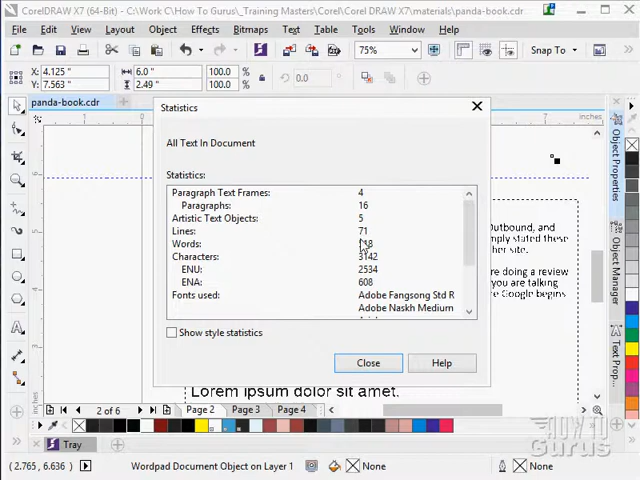 CorelDRAW X7 (64-Bit) - C:\Work C\How To Gurus\_Training Masters\Corel\Corel DRAW X7\materials\panda-book.cdr
File Edit View Layout Object Effects Bitmaps Text Table Tools Window Help
75% Snap To
X: 4.125 " 6.0 " 100.0 % 0.0
Y: 7.563 " 2.49 " 100.0 %
panda-book.cdr
1 0 7 inches
Statistics
All Text In Document
Statistics:
Paragraph Text Frames: 4
Paragraphs: 16
Artistic Text Objects: 5
Lines: 71
Words:
Characters: 3142
ENU: 2534
ENA: 608
Fonts used: Adobe Fangsong Std R
Adobe Naskh Medium
Show style statistics
Close Help
Outbound, and
mply stated these
her site.
re doing a review
you are talking
e Google begins
Object Properties
Object Manager
Text Prop...
Lorem ipsum dolor sit amet.
2 of 6 Page 2 Page 3 Page 4
Tray
HOW TO
Gurus
(2.765, 6.636) Wordpad Document Object on Layer 1 None None